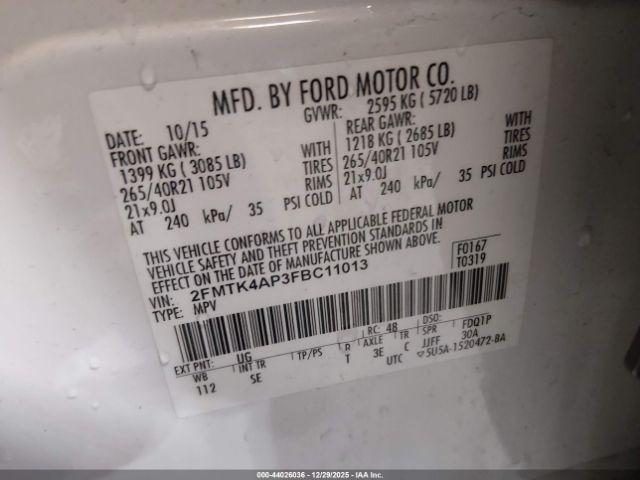 MFD. BY FORD MOTOR CO.
DATE: 10/15 GVWR: 2595 KG ( 5720 LB)
FRONT GAWR: REAR GAWR:
1399 KG ( 3085 LB) WITH 1218 KG ( 2685 LB) WITH
265/40R21 105V TIRES 265/40R21 105V TIRES
21x9.0J RIMS 21x9.0J RIMS
AT 240 kPa/ 35 PSI COLD AT 240 kPa/ 35 PSI COLD
THIS VEHICLE CONFORMS TO ALL APPLICABLE FEDERAL MOTOR
VEHICLE SAFETY AND THEFT PREVENTION STANDARDS IN
EFFECT ON THE DATE OF MANUFACTURE SHOWN ABOVE.
VIN: 2FMTK4AP3FBC11013 F0167
TYPE: MPV T0319
EXT PNT: UG RC: 48 DSO: FDQ1P
WB INT TR TP/PS R AXLE TR SPR 30A
112 SE T 3E C JJFF
UTC 5U5A-1520472-BA
000-44026036 - 12/29/2025 - IAAI.COM